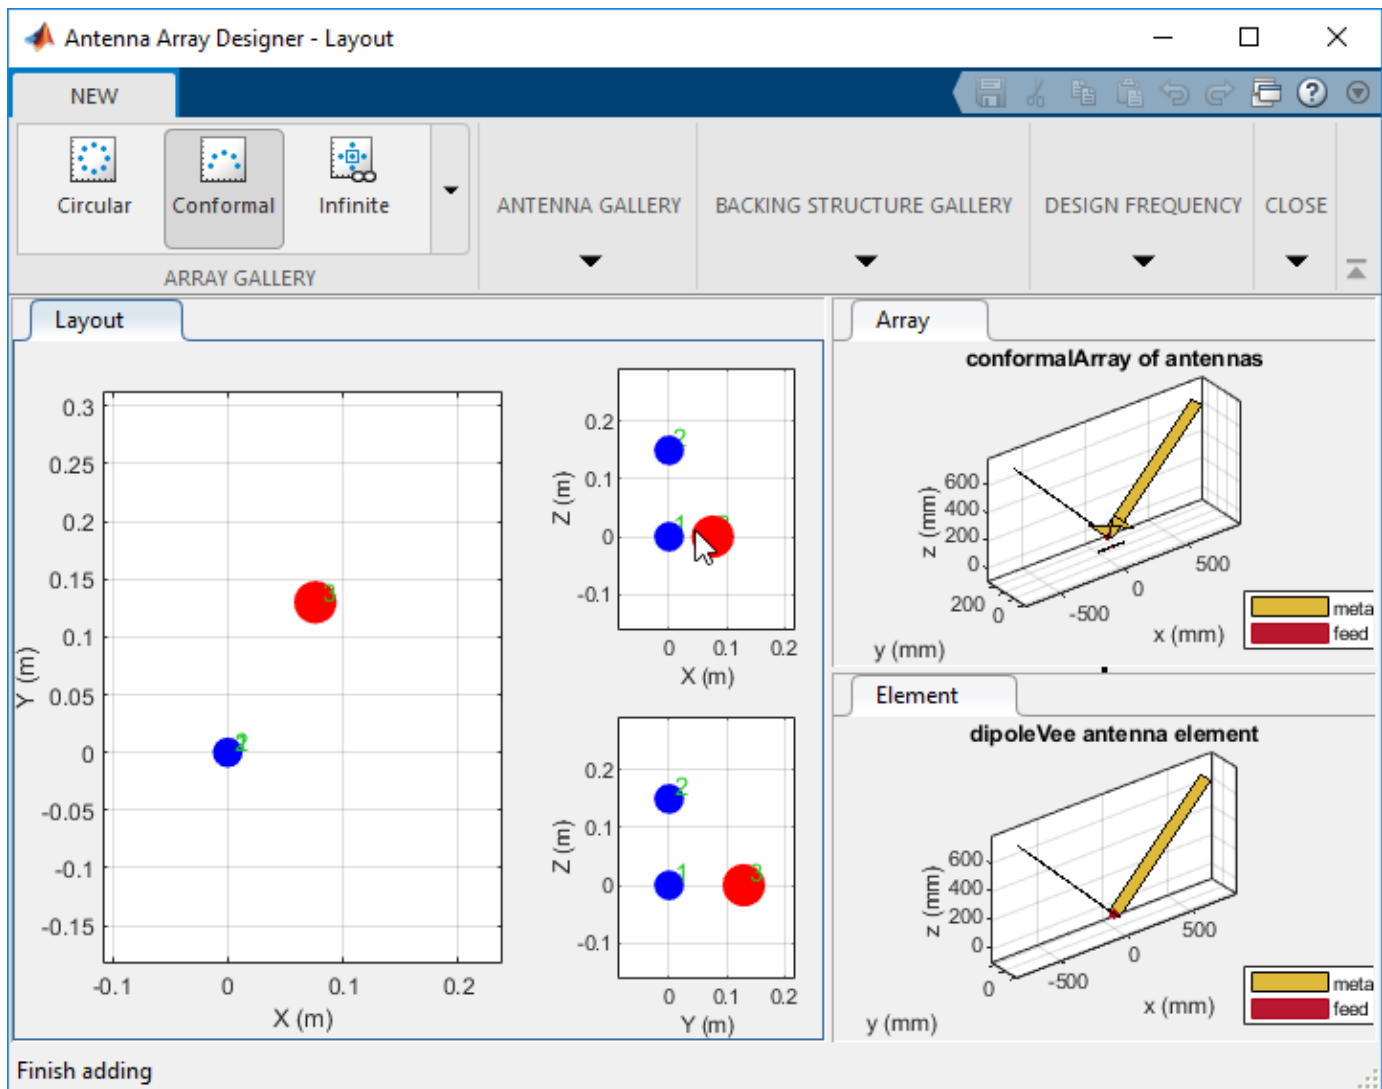 Antenna Array Designer - Layout
NEW
Circular
Conformal
Infinite
ARRAY GALLERY
ANTENNA GALLERY
BACKING STRUCTURE GALLERY
DESIGN FREQUENCY
CLOSE
Layout
0.3
0.25
0.2
0.15
0.1
0.05
0
-0.05
-0.1
-0.15
Y (m)
3
-0.1
0
0.1
0.2
X (m)
0.2
0.1
0
-0.1
Z (m)
2
1
0
0.1
0.2
X (m)
0.2
0.1
0
-0.1
Z (m)
2
1
3
0
0.1
0.2
Y (m)
Array
conformalArray of antennas
600
400
200
0
z (mm)
200
0
-500
0
500
y (mm)
x (mm)
meta
feed
Element
dipoleVee antenna element
600
400
200
0
z (mm)
0
-500
0
500
y (mm)
x (mm)
meta
feed
Finish adding